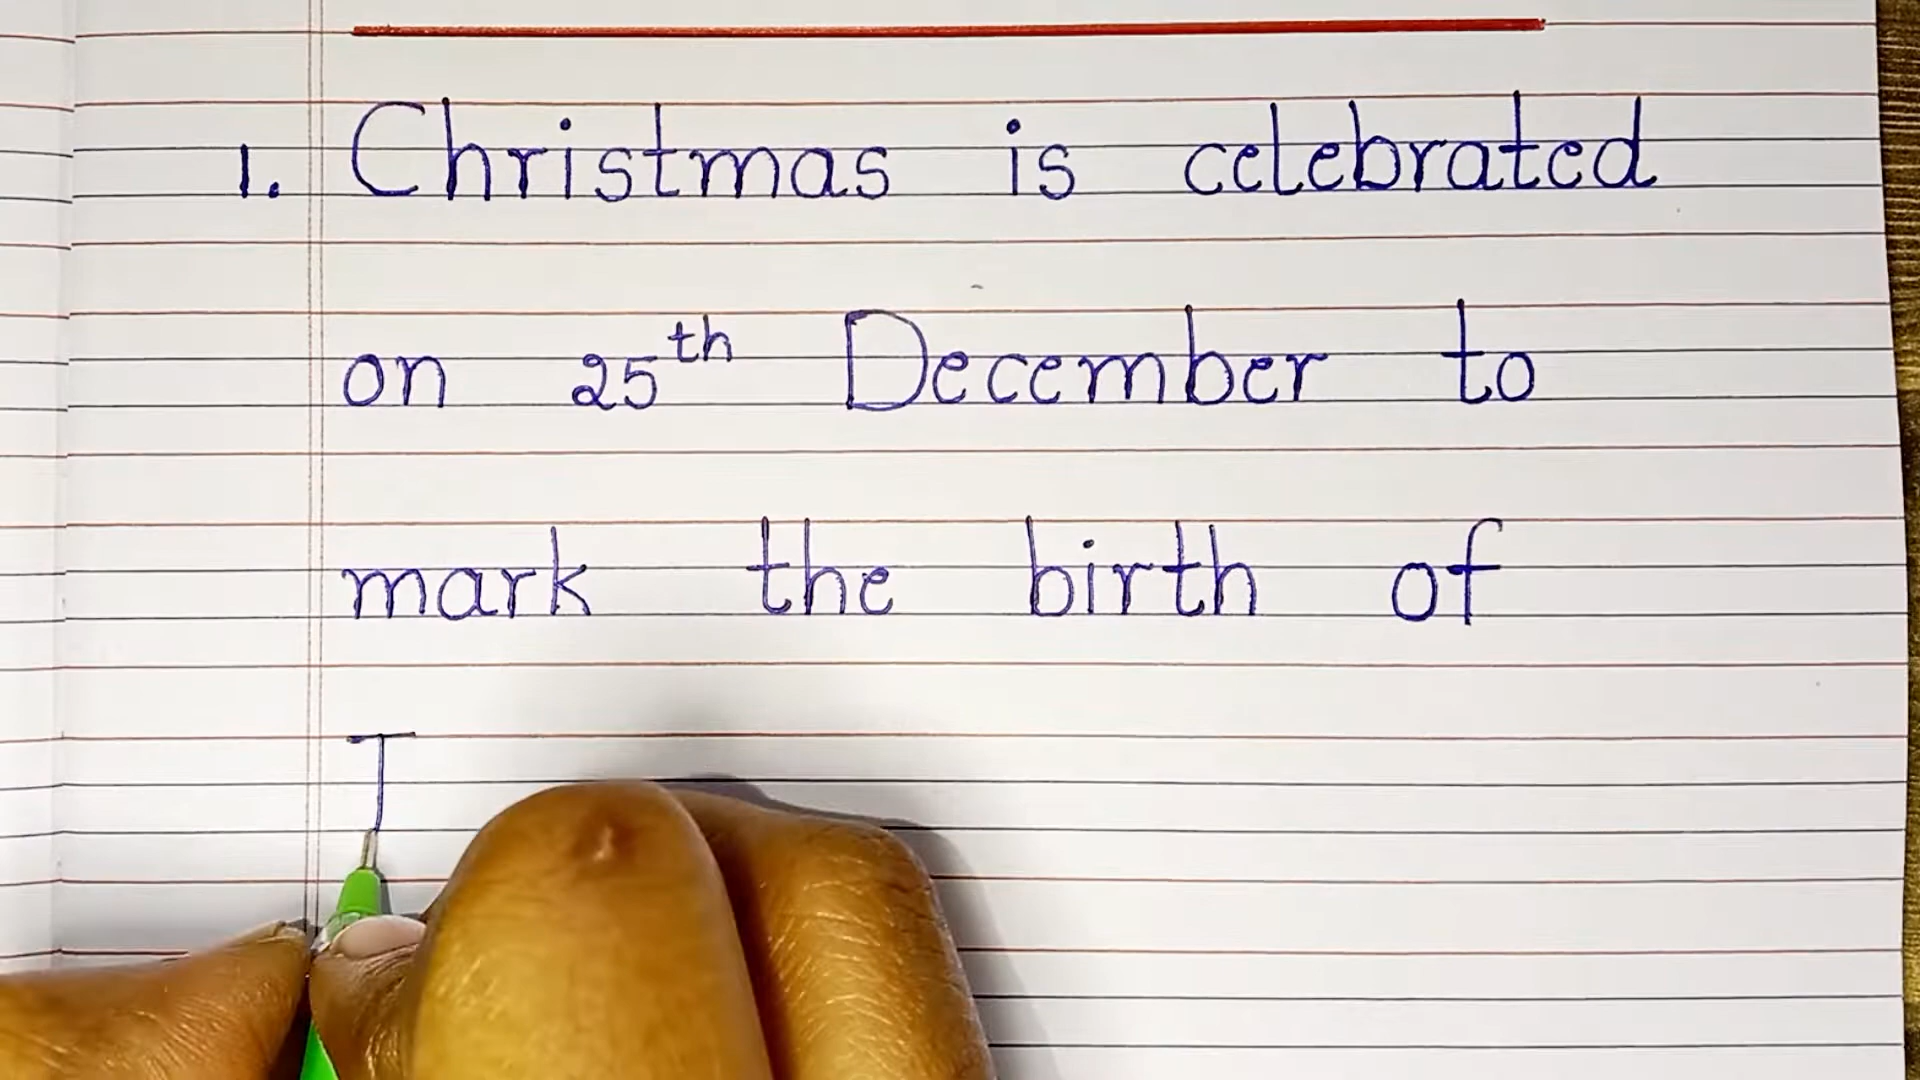 1. Christmas is celebrated
on 25th December to
mark the birth of